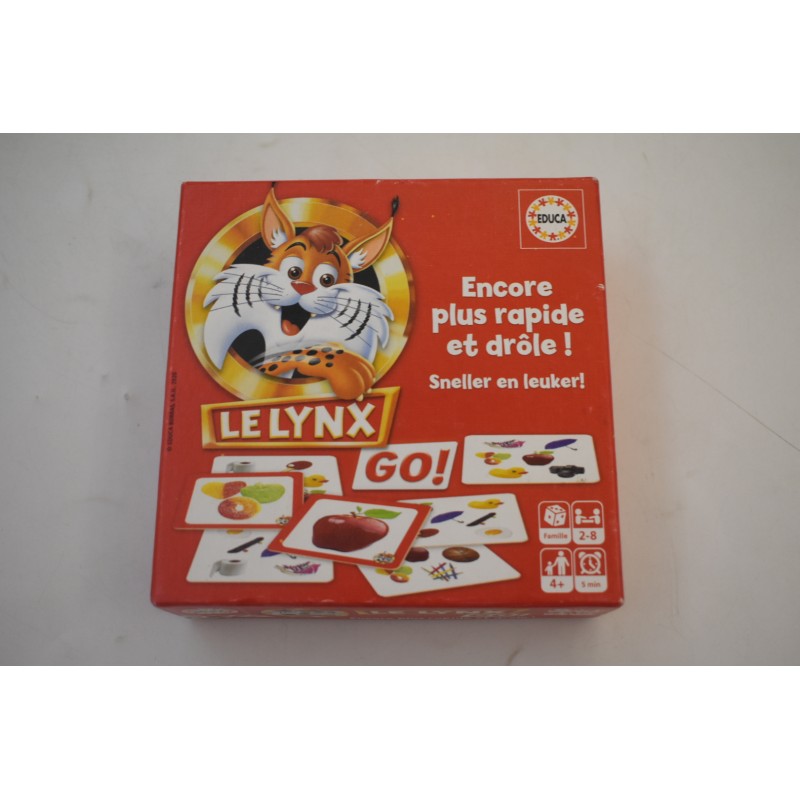 EDUCA
Encore
plus rapide
et drôle !
Sneller en leuker!
LE LYNX
GO!
Famille
2-8
4+
5 min